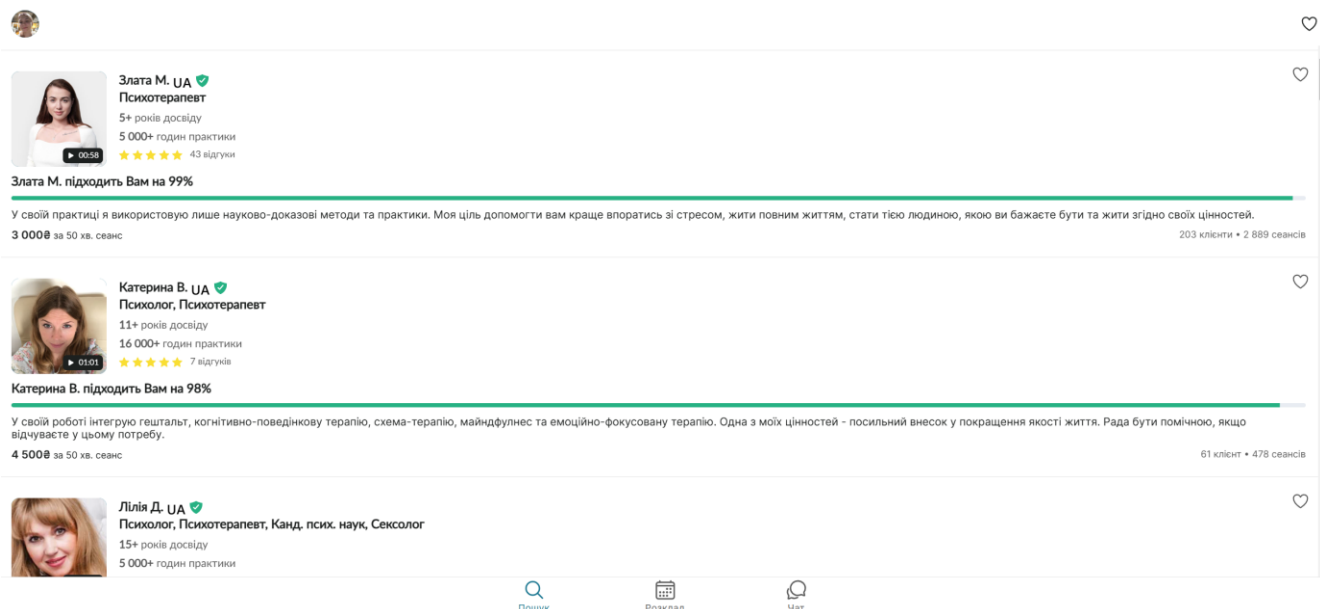 Злата М. UA
Психотерапевт
5+ років досвіду
5 000+ годин практики
00:58
43 відгуки
Злата М. підходить Вам на 99%
У своїй практиці я використовую лише науково-доказові методи та практики. Моя ціль допомогти вам краще впоратись зі стресом, жити повним життям, стати тією людиною, якою ви бажаєте бути та жити згідно своїх цінностей.
3 000₴ за 50 хв. сеанс
203 клієнти • 2 889 сеансів
Катерина В. UA
Психолог, Психотерапевт
11+ років досвіду
16 000+ годин практики
01:01
7 відгуків
Катерина В. підходить Вам на 98%
У своїй роботі інтегрую гештальт, когнітивно-поведінкову терапію, схема-терапію, майндфулнес та емоційно-фокусовану терапію. Одна з моїх цінностей - посильний внесок у покращення якості життя. Рада бути помічною, якщо
відчуваєте у цьому потребу.
4 500₴ за 50 хв. сеанс
61 клієнт • 478 сеансів
Лілія Д. UA
Психолог, Психотерапевт, Канд. псих. наук, Сексолог
15+ років досвіду
5 000+ годин практики
Пошук
Розклад
Чат